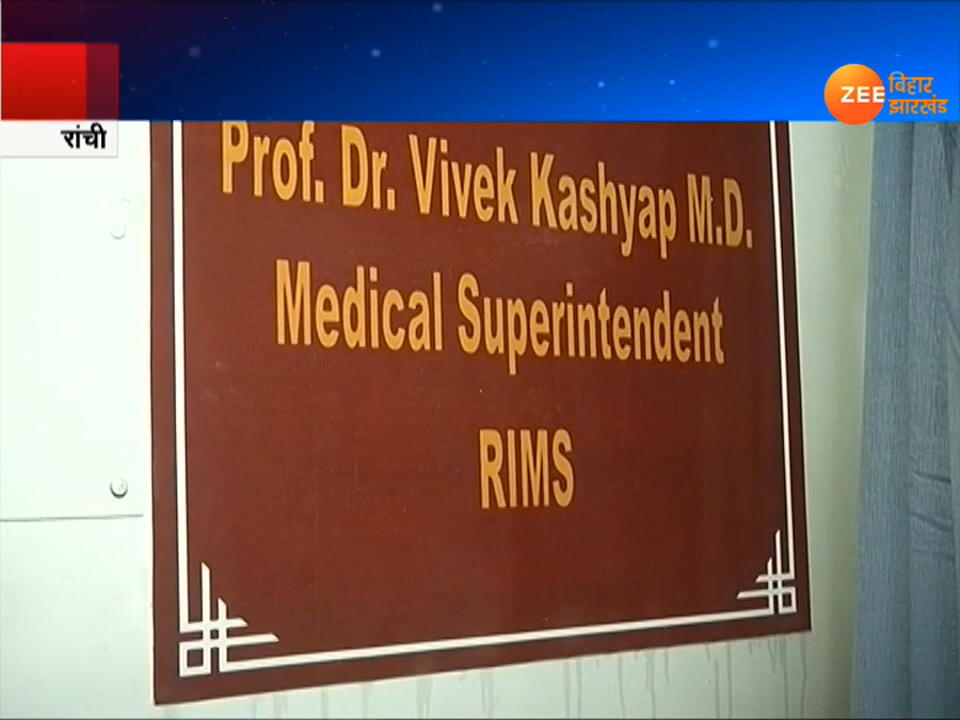 ZEE बिहार
झारखंड
रांची
Prof. Dr. Vivek Kashyap M.D.
Medical Superintendent
RIMS